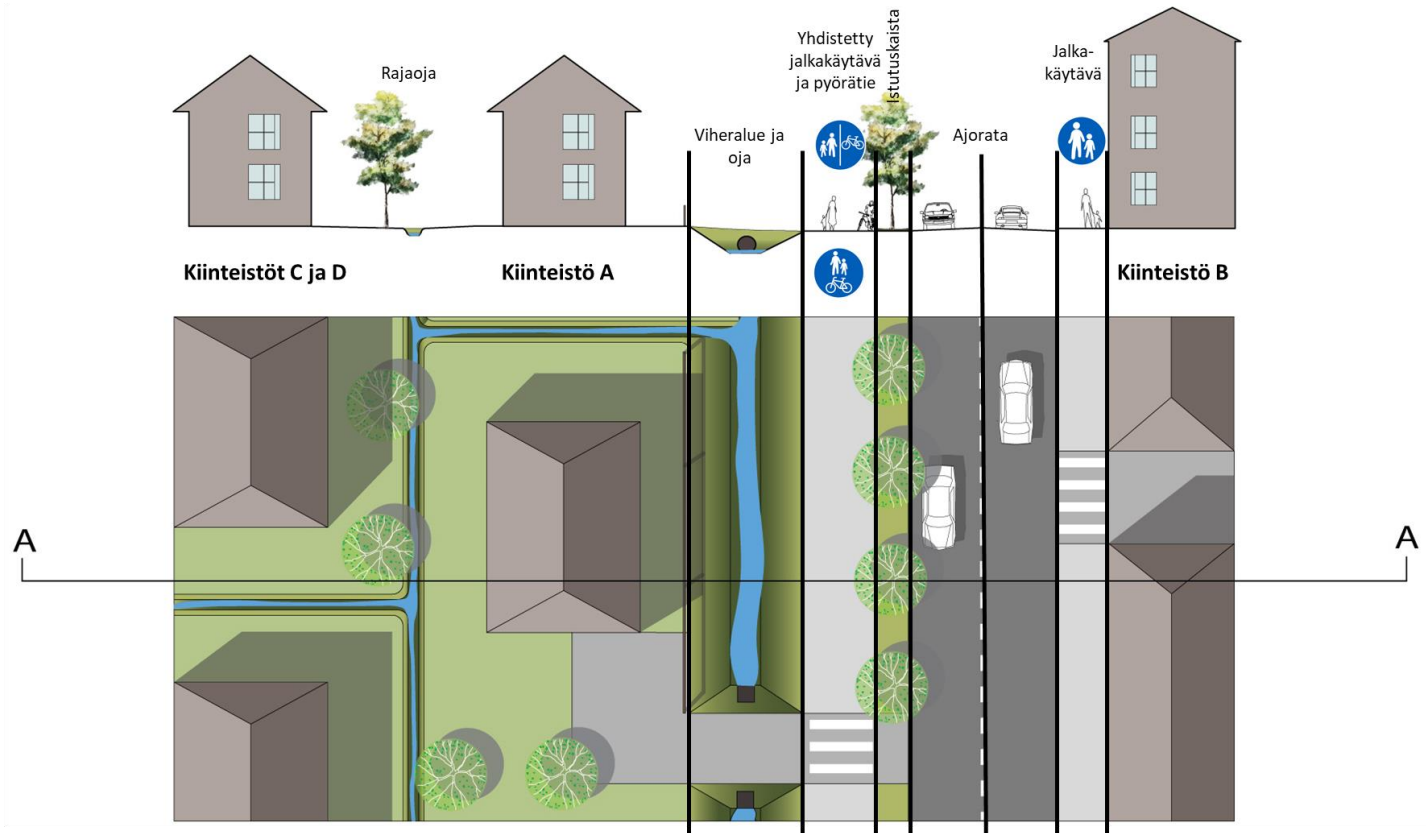 Rajaoja
Viheralue ja
oja
Yhdistetty
jalkakäytävä
ja pyörätie
Istutuskaista
Ajorata
Jalka-
käytävä
Kiinteistöt C ja D
Kiinteistö A
Kiinteistö B
A
A